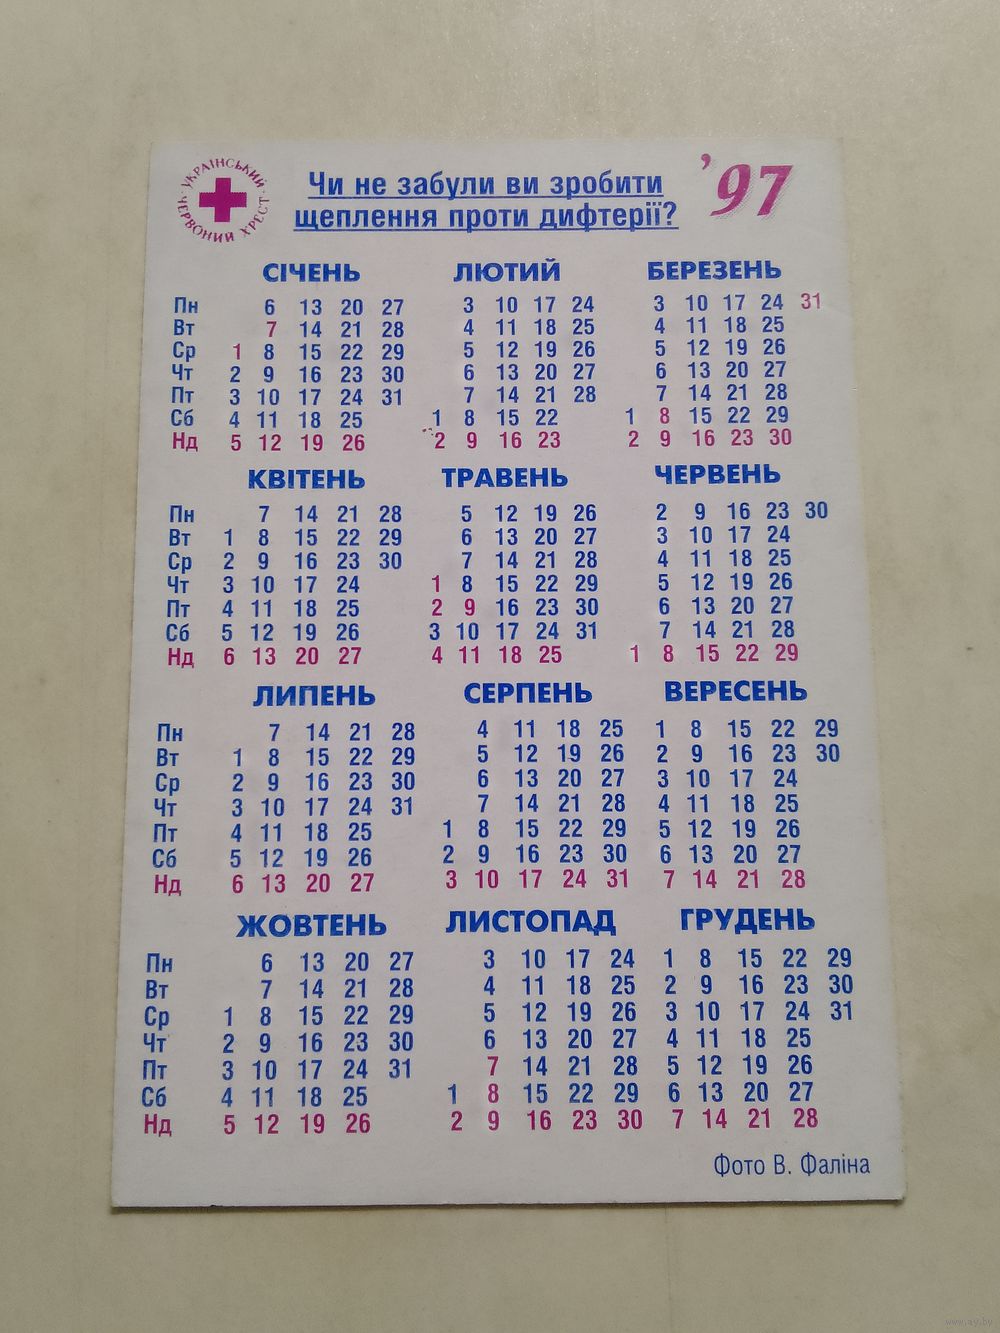 УКРАЇНСЬКИЙ
ЧЕРВОНИЙ ХРЕСТ
Чи не забули ви зробити
щеплення проти дифтерії?
'97
СІЧЕНЬ ЛЮТИЙ БЕРЕЗЕНЬ
Пн 6 13 20 27 3 10 17 24 3 10 17 24 31
Вт 7 14 21 28 4 11 18 25 4 11 18 25
Ср 1 8 15 22 29 5 12 19 26 5 12 19 26
Чт 2 9 16 23 30 6 13 20 27 6 13 20 27
Пт 3 10 17 24 31 7 14 21 28 7 14 21 28
Сб 4 11 18 25 1 8 15 22 1 8 15 22 29
Нд 5 12 19 26 2 9 16 23 2 9 16 23 30
КВІТЕНЬ ТРАВЕНЬ ЧЕРВЕНЬ
Пн 7 14 21 28 5 12 19 26 2 9 16 23 30
Вт 1 8 15 22 29 6 13 20 27 3 10 17 24
Ср 2 9 16 23 30 7 14 21 28 4 11 18 25
Чт 3 10 17 24 1 8 15 22 29 5 12 19 26
Пт 4 11 18 25 2 9 16 23 30 6 13 20 27
Сб 5 12 19 26 3 10 17 24 31 7 14 21 28
Нд 6 13 20 27 4 11 18 25 1 8 15 22 29
ЛИПЕНЬ СЕРПЕНЬ ВЕРЕСЕНЬ
Пн 7 14 21 28 4 11 18 25 1 8 15 22 29
Вт 1 8 15 22 29 5 12 19 26 2 9 16 23 30
Ср 2 9 16 23 30 6 13 20 27 3 10 17 24
Чт 3 10 17 24 31 7 14 21 28 4 11 18 25
Пт 4 11 18 25 1 8 15 22 29 5 12 19 26
Сб 5 12 19 26 2 9 16 23 30 6 13 20 27
Нд 6 13 20 27 3 10 17 24 31 7 14 21 28
ЖОВТЕНЬ ЛИСТОПАД ГРУДЕНЬ
Пн 6 13 20 27 3 10 17 24 1 8 15 22 29
Вт 7 14 21 28 4 11 18 25 2 9 16 23 30
Ср 1 8 15 22 29 5 12 19 26 3 10 17 24 31
Чт 2 9 16 23 30 6 13 20 27 4 11 18 25
Пт 3 10 17 24 31 7 14 21 28 5 12 19 26
Сб 4 11 18 25 1 8 15 22 29 6 13 20 27
Нд 5 12 19 26 2 9 16 23 30 7 14 21 28
Фото В. Фаліна
www.ay.by